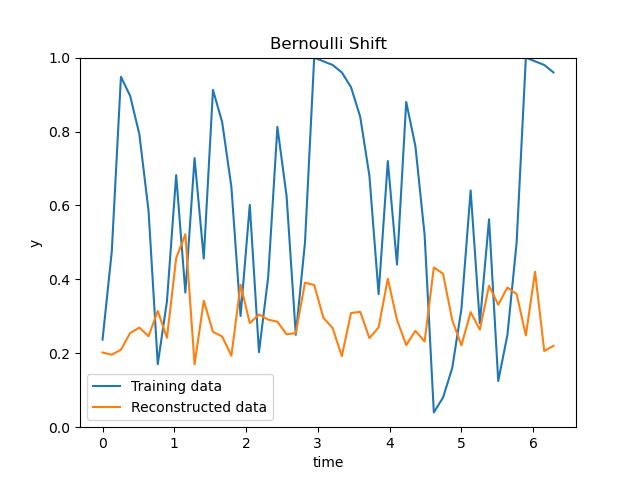 Bernoulli Shift
1.0
0.8
0.6
0.4
0.2
0.0
y
Training data
Reconstructed data
0 1 2 3 4 5 6
time